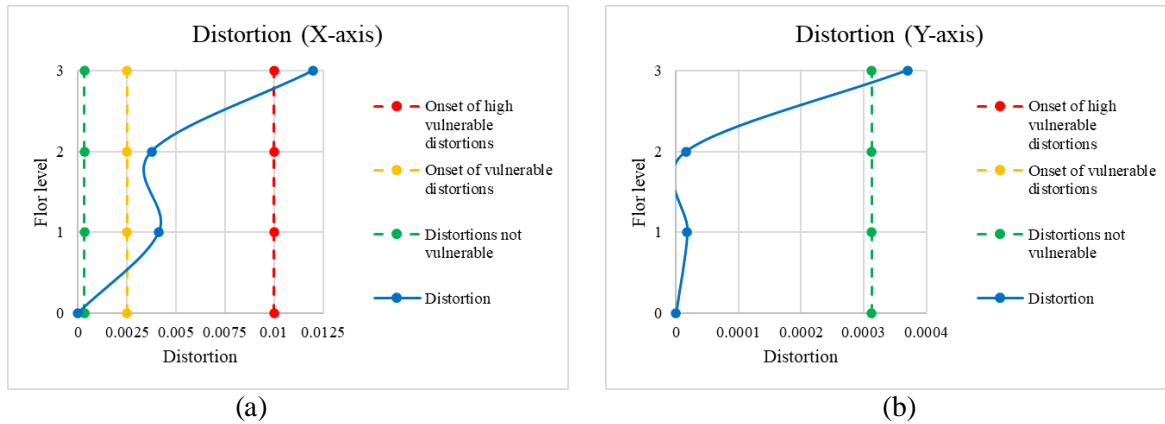 Distortion (X-axis)
3
2
1
0
Flor level
0
0.0025
0.005
0.0075
0.01
0.0125
Distortion
Onset of high
vulnerable
distortions
Onset of vulnerable
distortions
Distortions not
vulnerable
Distortion
(a)
Distortion (Y-axis)
3
2
1
0
Flor level
0
0.0001
0.0002
0.0003
0.0004
Distortion
Onset of high
vulnerable
distortions
Onset of vulnerable
distortions
Distortions not
vulnerable
Distortion
(b)